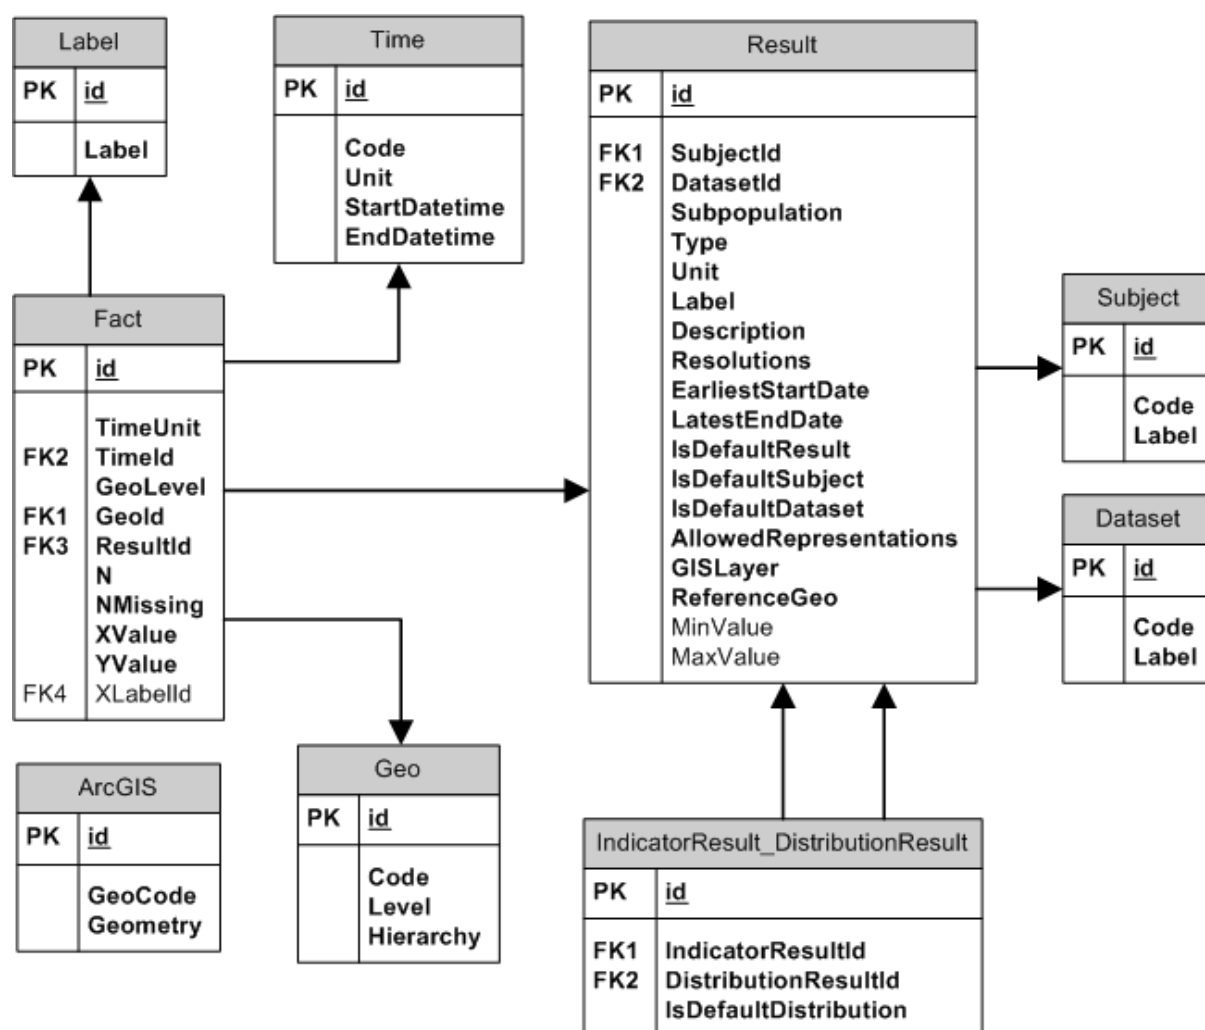 Label
PK id
Label
Time
PK id
Code
Unit
StartDatetime
EndDatetime
Result
PK id
FK1 SubjectId
FK2 DatasetId
Subpopulation
Type
Unit
Label
Description
Resolutions
EarliestStartDate
LatestEndDate
IsDefaultResult
IsDefaultSubject
IsDefaultDataset
AllowedRepresentations
GISLayer
ReferenceGeo
MinValue
MaxValue
Subject
PK id
Code
Label
Fact
PK id
TimeUnit
FK2 TimeId
GeoLevel
FK1 GeoId
FK3 ResultId
N
NMissing
XValue
YValue
FK4 XLabelId
Dataset
PK id
Code
Label
ArcGIS
PK id
GeoCode
Geometry
Geo
PK id
Code
Level
Hierarchy
IndicatorResult_DistributionResult
PK id
FK1 IndicatorResultId
FK2 DistributionResultId
IsDefaultDistribution